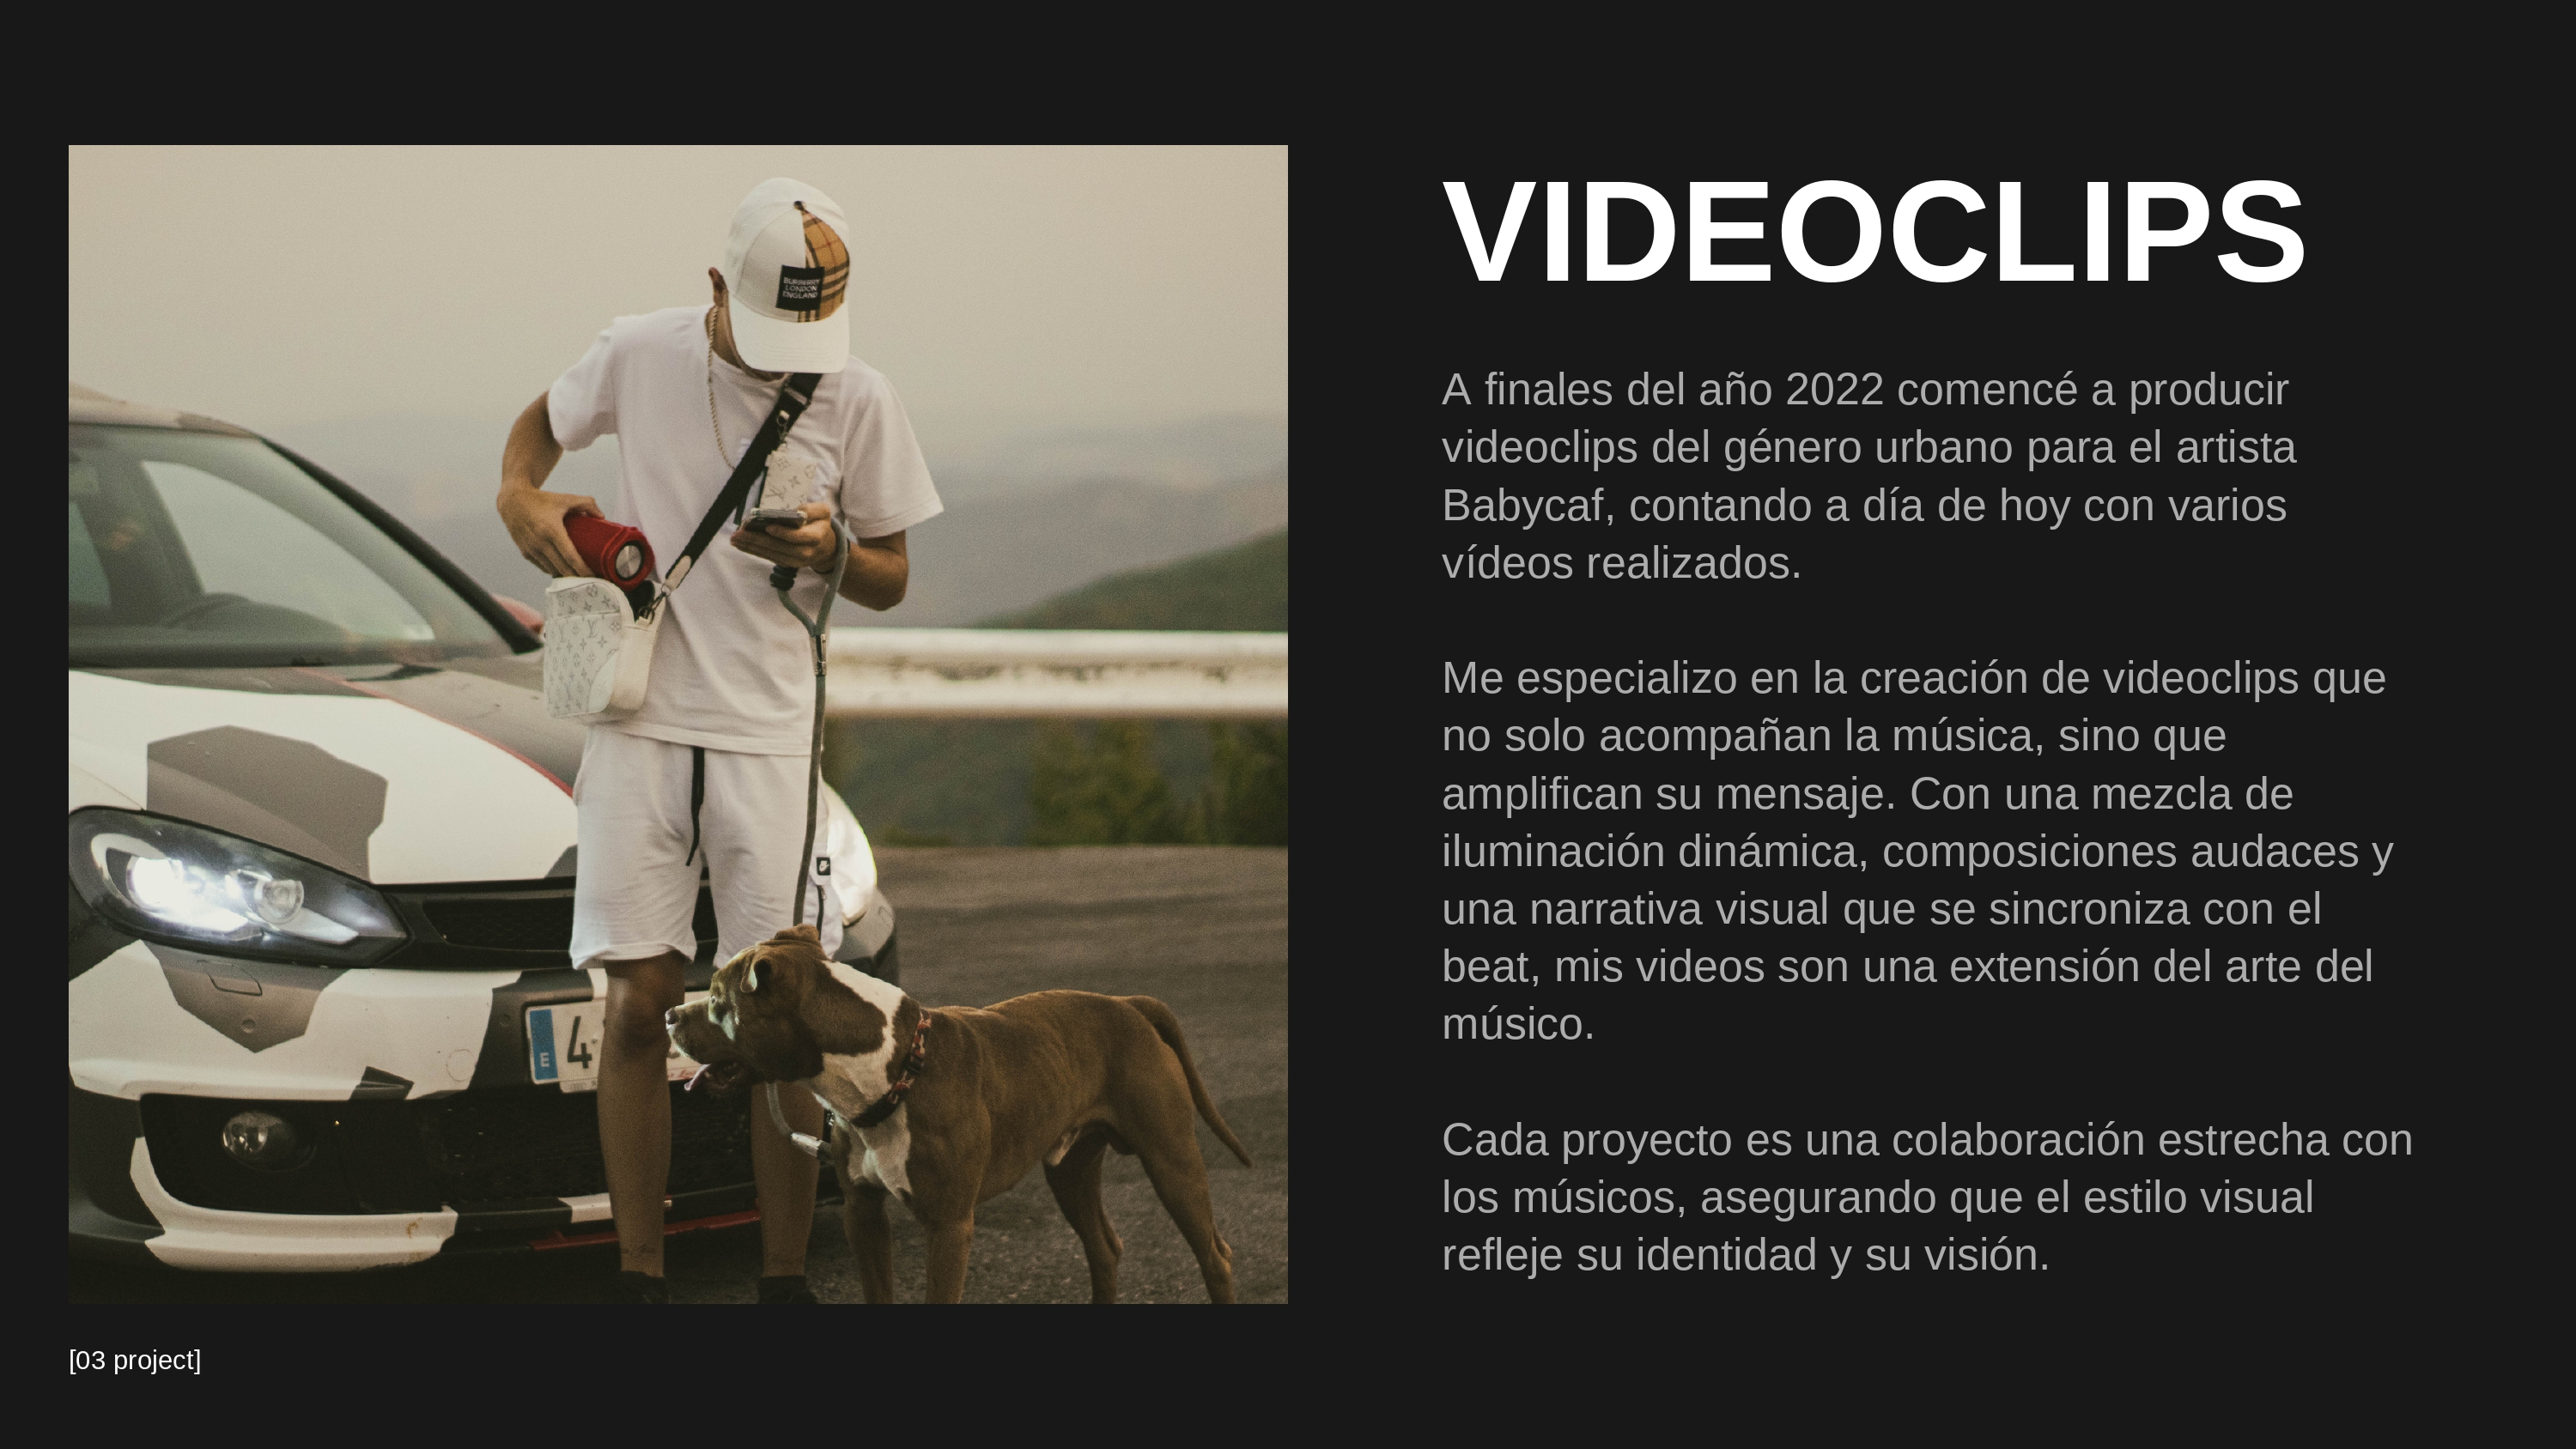 BURBERRY
LONDON
ENGLAND
4
E
VIDEOCLIPS
A finales del año 2022 comencé a producir
videoclips del género urbano para el artista
Babycaf, contando a día de hoy con varios
vídeos realizados.
Me especializo en la creación de videoclips que
no solo acompañan la música, sino que
amplifican su mensaje. Con una mezcla de
iluminación dinámica, composiciones audaces y
una narrativa visual que se sincroniza con el
beat, mis videos son una extensión del arte del
músico.
Cada proyecto es una colaboración estrecha con
los músicos, asegurando que el estilo visual
refleje su identidad y su visión.
[03 project]